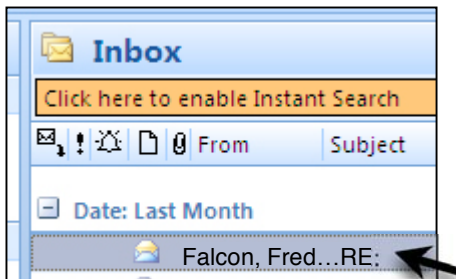 Inbox
Click here to enable Instant Search
From Subject
Date: Last Month
Falcon, Fred...RE: